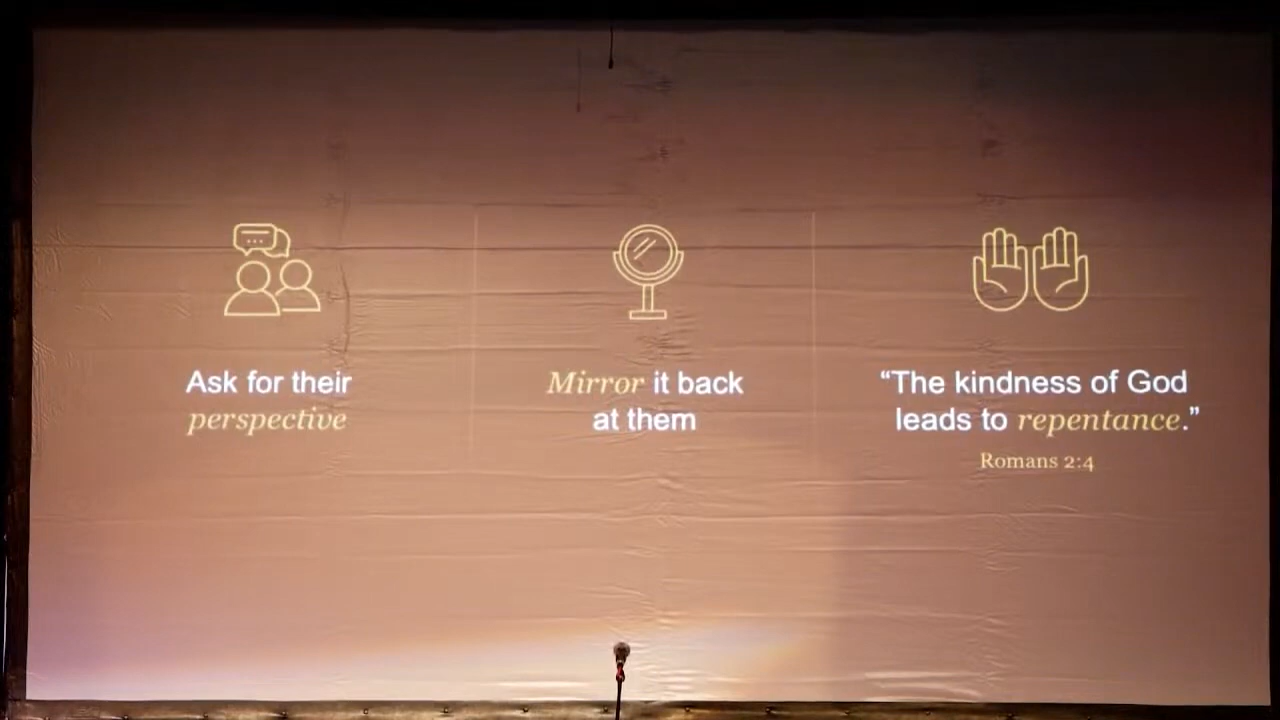 Ask for their
perspective
Mirror it back
at them
“The kindness of God
leads to repentance.”
Romans 2:4